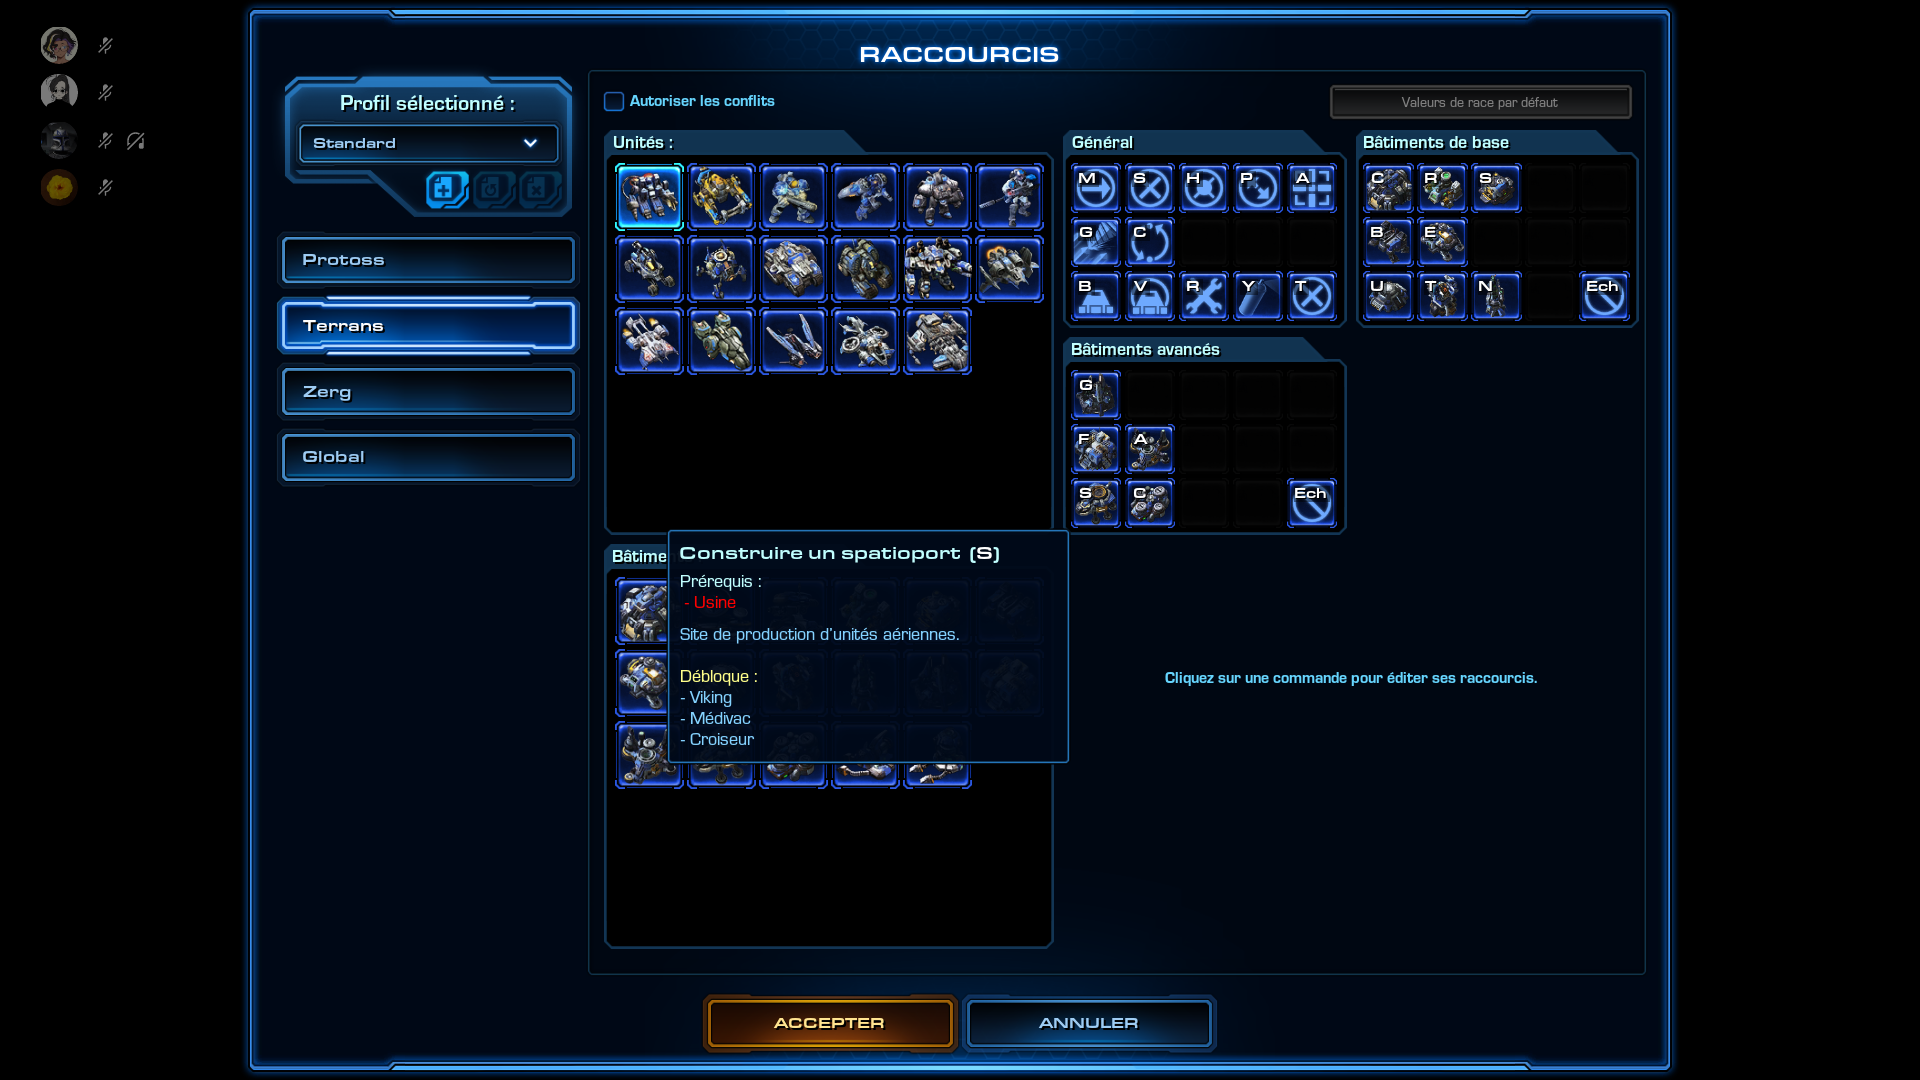 RACCOURCIS
Profil sélectionné :
Standard
Protoss
Terrans
Zerg
Global
Autoriser les conflits
Valeurs de race par défaut
Unités :
Général
M S H P A
G C
B V R Y T
Bâtiments de base
C R S
B E
U T N Ech
Bâtiments avancés
G
F A
S C Ech
Bâtime
Construire un spatioport (S)
Prérequis :
- Usine
Site de production d'unités aériennes.
Débloque :
- Viking
- Médivac
- Croiseur
Cliquez sur une commande pour éditer ses raccourcis.
ACCEPTER
ANNULER